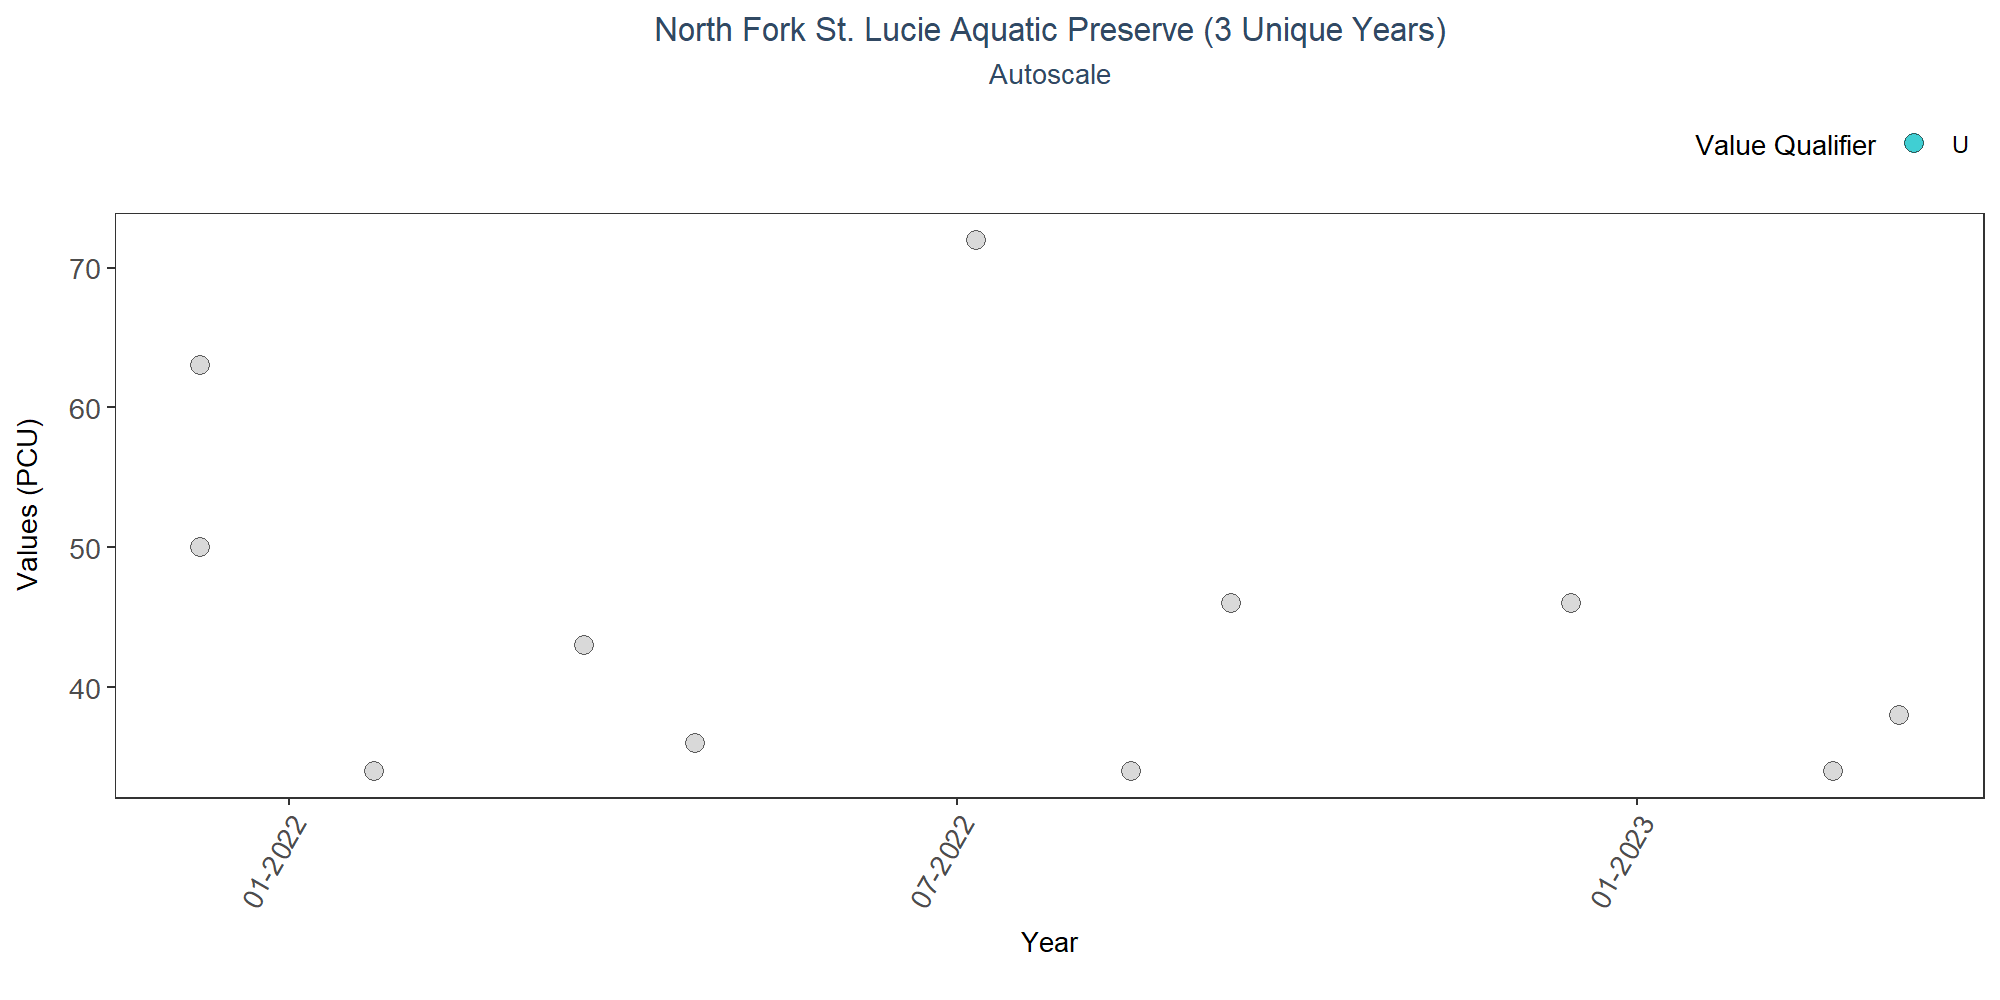 North Fork St. Lucie Aquatic Preserve (3 Unique Years)
Autoscale
Value Qualifier U
70
60
50
40
Values (PCU)
01-2022
07-2022
01-2023
Year